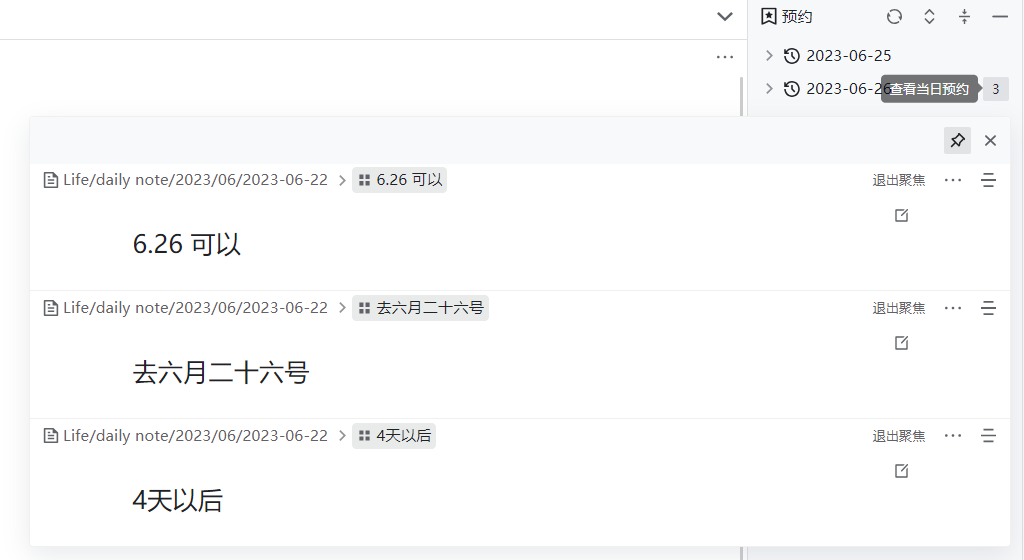 预约
2023-06-25
2023-06-26
查看当日预约
3
Life/daily note/2023/06/2023-06-22 6.26 可以 退出聚焦
6.26 可以
Life/daily note/2023/06/2023-06-22 去六月二十六号 退出聚焦
去六月二十六号
Life/daily note/2023/06/2023-06-22 4天以后 退出聚焦
4天以后